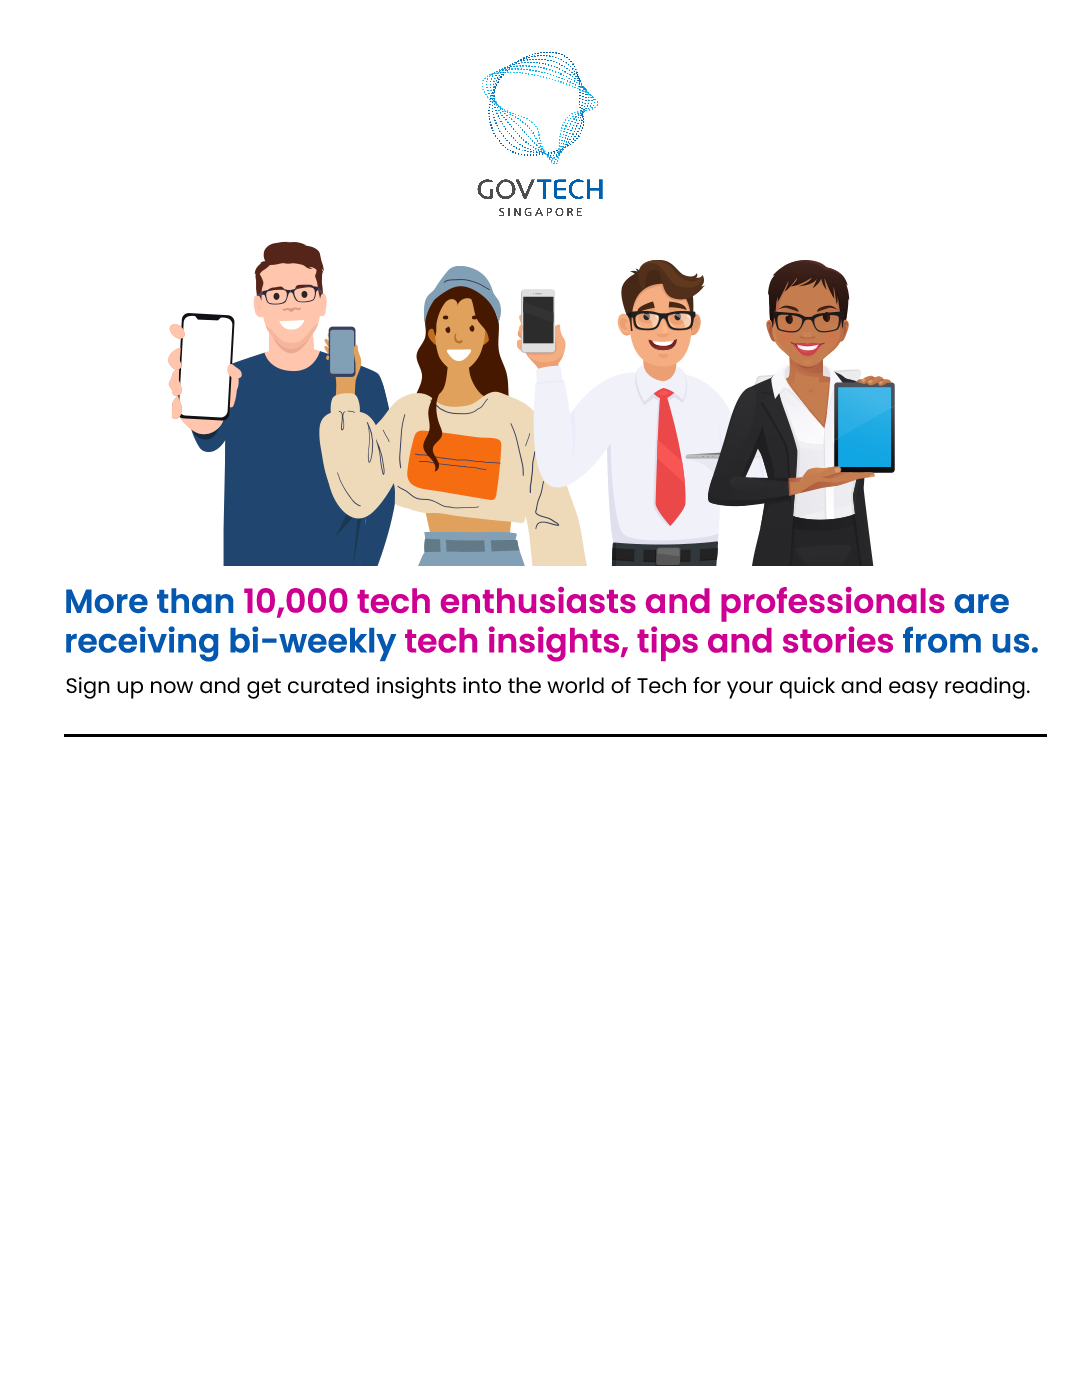 GOVTECH
SINGAPORE
More than 10,000 tech enthusiasts and professionals are
receiving bi-weekly tech insights, tips and stories from us.
Sign up now and get curated insights into the world of Tech for your quick and easy reading.